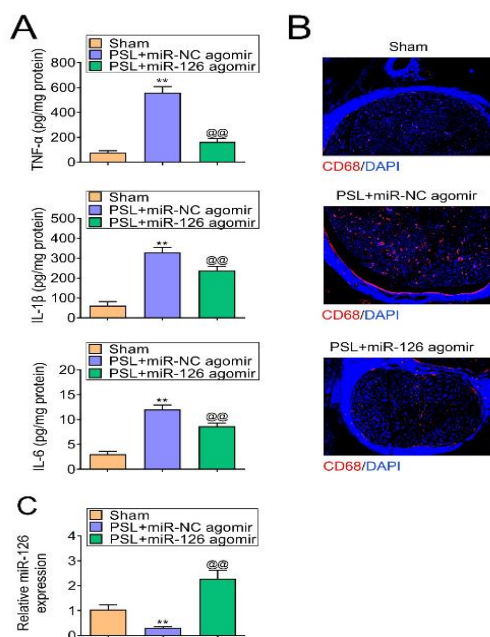 A
Sham
PSL+miR-NC agomir
PSL+miR-126 agomir
TNF-α (pg/mg protein)
800
600
400
200
0
**
@@
Sham
PSL+miR-NC agomir
PSL+miR-126 agomir
IL-1β (pg/mg protein)
500
400
300
200
100
0
**
@@
Sham
PSL+miR-NC agomir
PSL+miR-126 agomir
IL-6 (pg/mg protein)
20
15
10
5
0
**
@@
B
Sham
CD68/DAPI
PSL+miR-NC agomir
CD68/DAPI
PSL+miR-126 agomir
CD68/DAPI
C
Sham
PSL+miR-NC agomir
PSL+miR-126 agomir
Relative miR-126
expression
4
3
2
1
0
**
@@